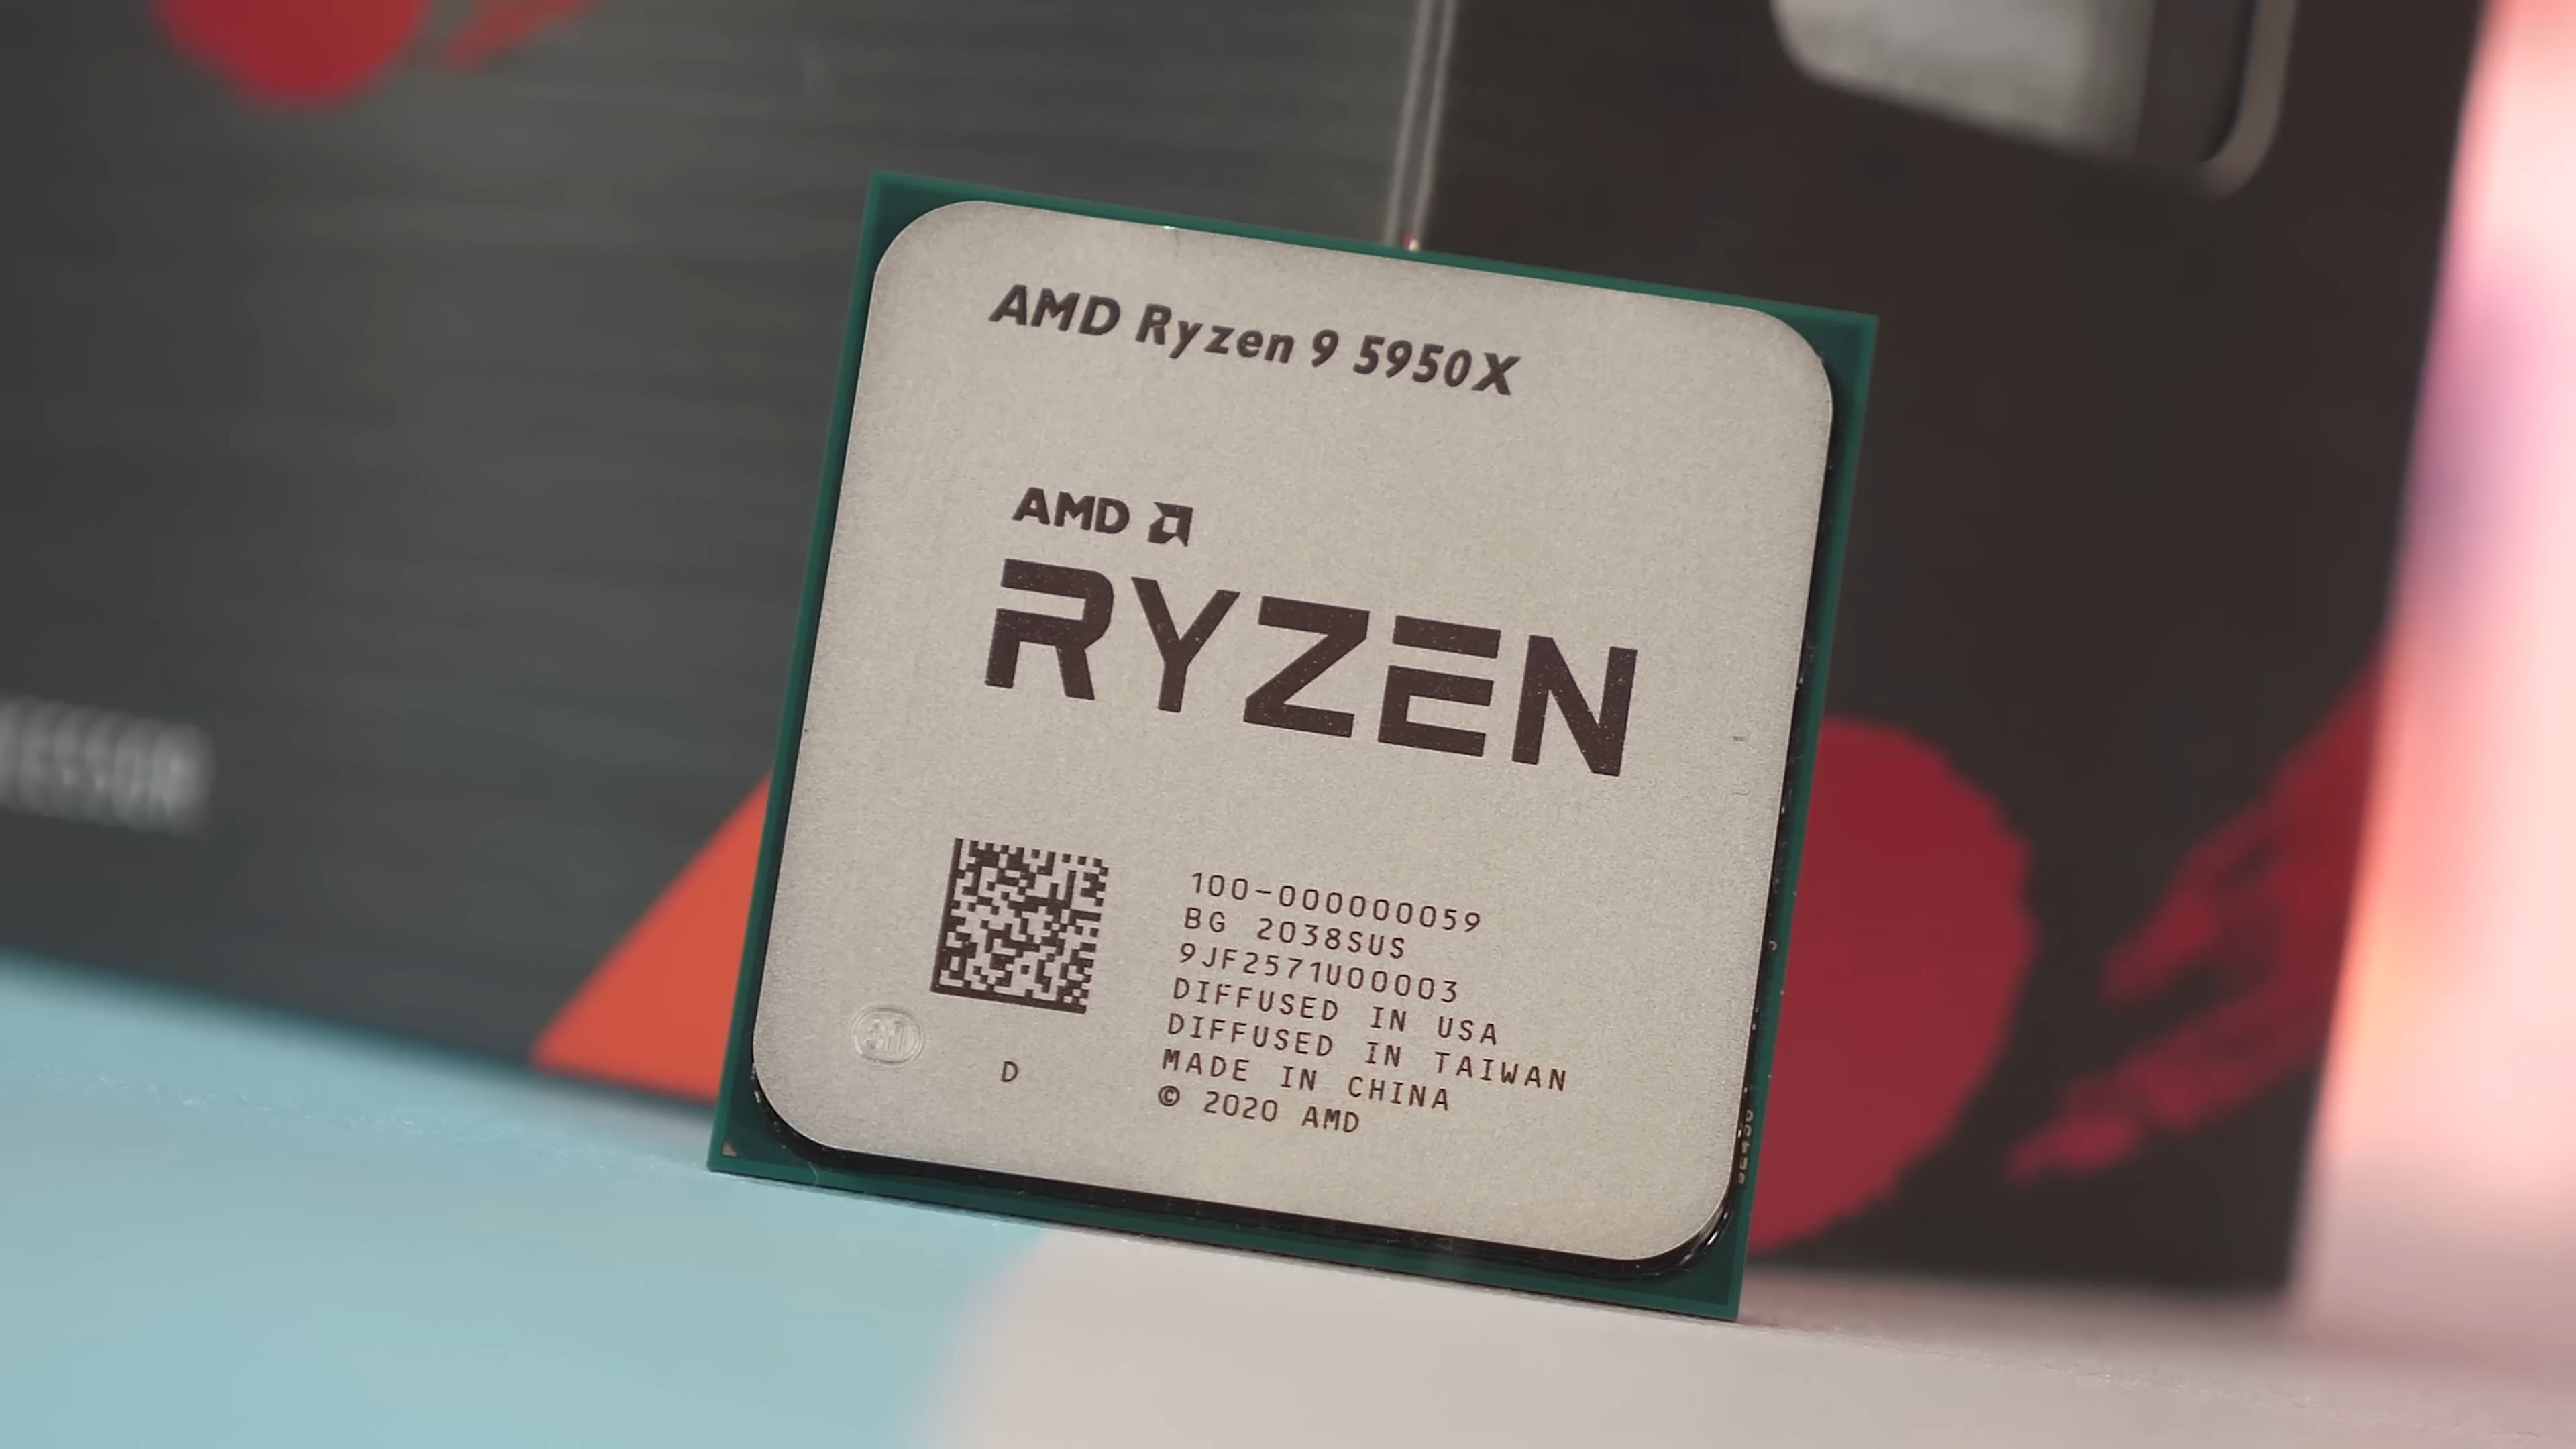 AMD Ryzen 9 5950X
AMD
RYZEN
100-000000059
BG 2038SUS
9JF2571U00003
DIFFUSED IN USA
DIFFUSED IN TAIWAN
MADE IN CHINA
© 2020 AMD
D